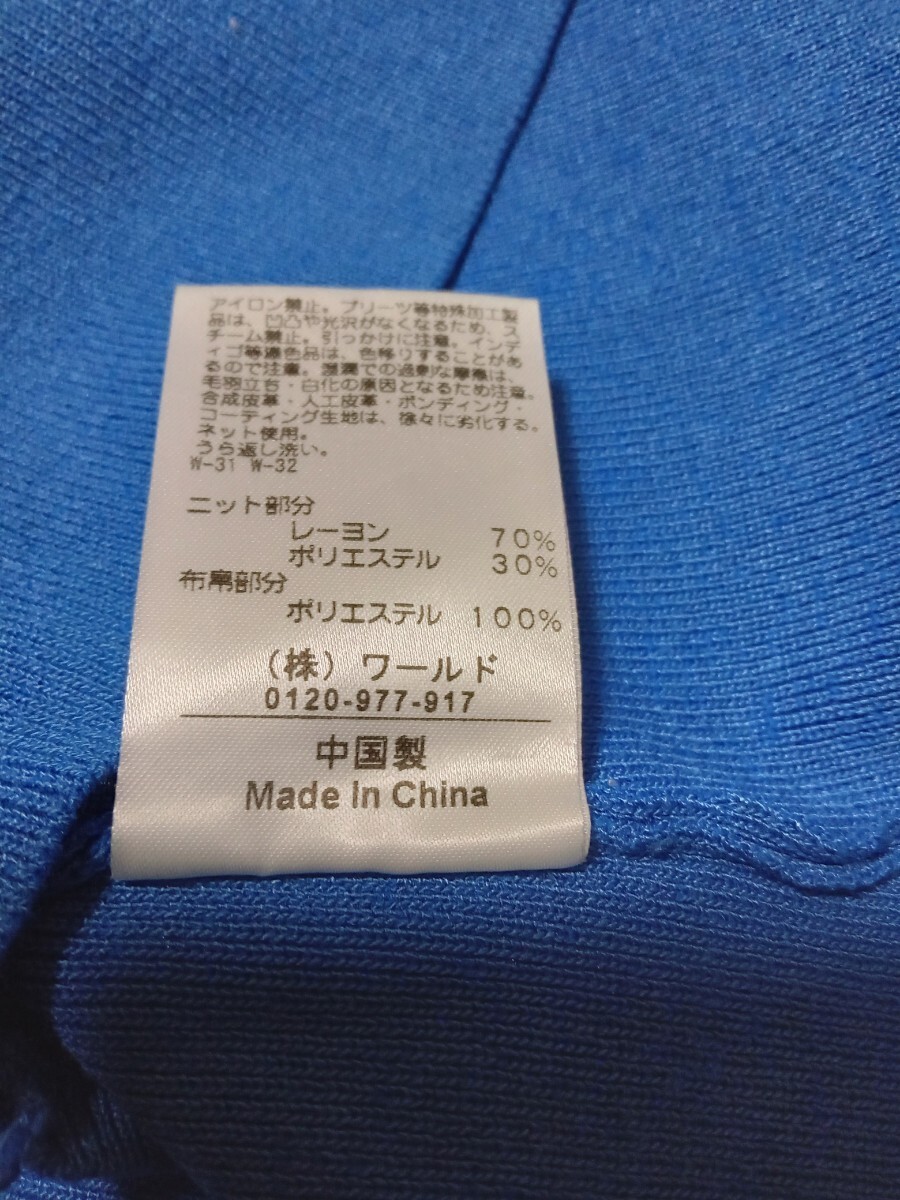 アイロン禁止。プリーツ等特殊加工製
品は、凹凸や光沢がなくなるため、ス
チーム禁止。引っかけに注意。インデ
ィゴ等濃色品は、色移りすることがあ
るので注意。湿潤での過剰な摩擦は、
毛羽立ち・白化の原因となるため注意。
合成皮革・人工皮革・ボンディング・
コーティング生地は、徐々に劣化する。
ネット使用。
うら返し洗い。
W-31 W-32
ニット部分
レーヨン 70%
ポリエステル 30%
布帛部分
ポリエステル 100%
（株）ワールド
0120-977-917
中国製
Made In China